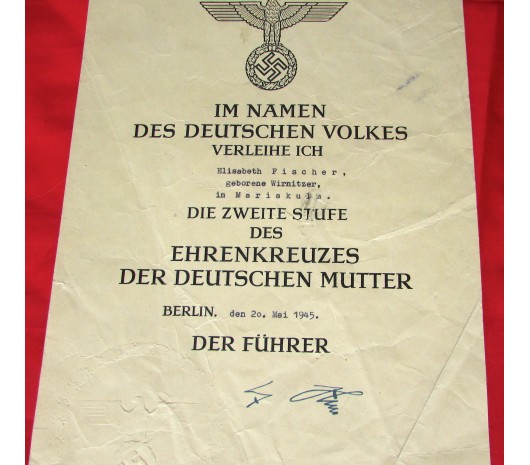 IM NAMEN
DES DEUTSCHEN VOLKES
VERLEIHE ICH
Elisabeth Fischer,
geborene Wirnitzer,
in Mariakulm.
DIE ZWEITE STUFE
DES
EHRENKREUZES
DER DEUTSCHEN MUTTER
BERLIN. den 20. Mai 1945.
DER FÜHRER